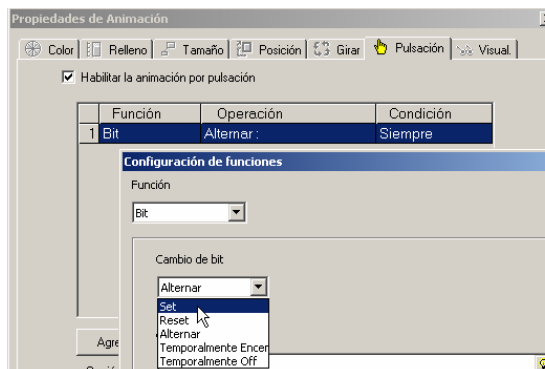 Propiedades de Animación
Color Relleno Tamaño Posición Girar Pulsación Visual.
Habilitar la animación por pulsación
Función Operación Condición
1 Bit Alternar : Siempre
Configuración de funciones
Función
Bit
Cambio de bit
Alternar
Set
Reset
Alternar
Temporalmente Encer
Temporalmente Off
Agre